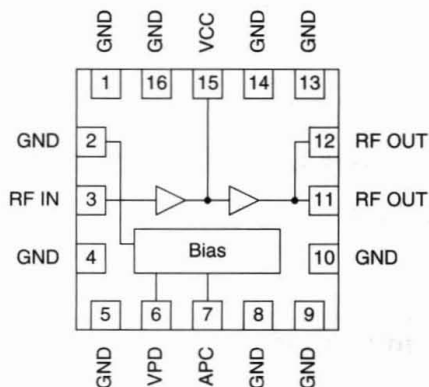 GND GND VCC GND GND
1 16 15 14 13
GND 2 12 RF OUT
RF IN 3 11 RF OUT
GND 4 Bias 10 GND
5 6 7 8 9
GND VPD APC GND GND